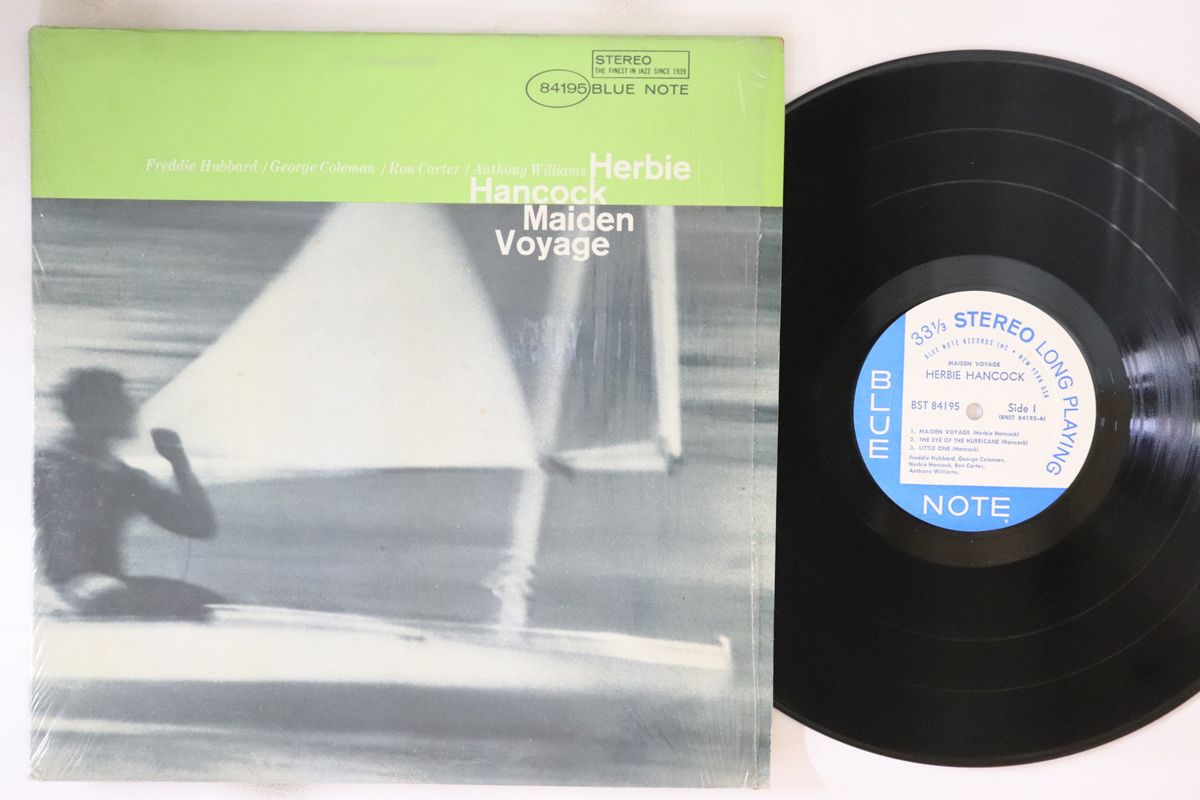 STEREO
THE FINEST IN JAZZ SINCE 1939
84195 BLUE NOTE
Freddie Hubbard / George Coleman / Ron Carter / Anthony Williams Herbie
Hancock
Maiden
Voyage
33 1/3 STEREO LONG PLAYING
BLUE NOTE RECORDS INC • NEW YORK USA
MAIDEN VOYAGE
HERBIE HANCOCK
BST 84195
Side 1
(BNST 84195-A)
1. MAIDEN VOYAGE (Herbie Hancock)
2. THE EYE OF THE HURRICANE (Hancock)
3. LITTLE ONE (Hancock)
Freddie Hubbard, George Coleman,
Herbie Hancock, Ron Carter,
Anthony Williams.
BLUE
NOTE